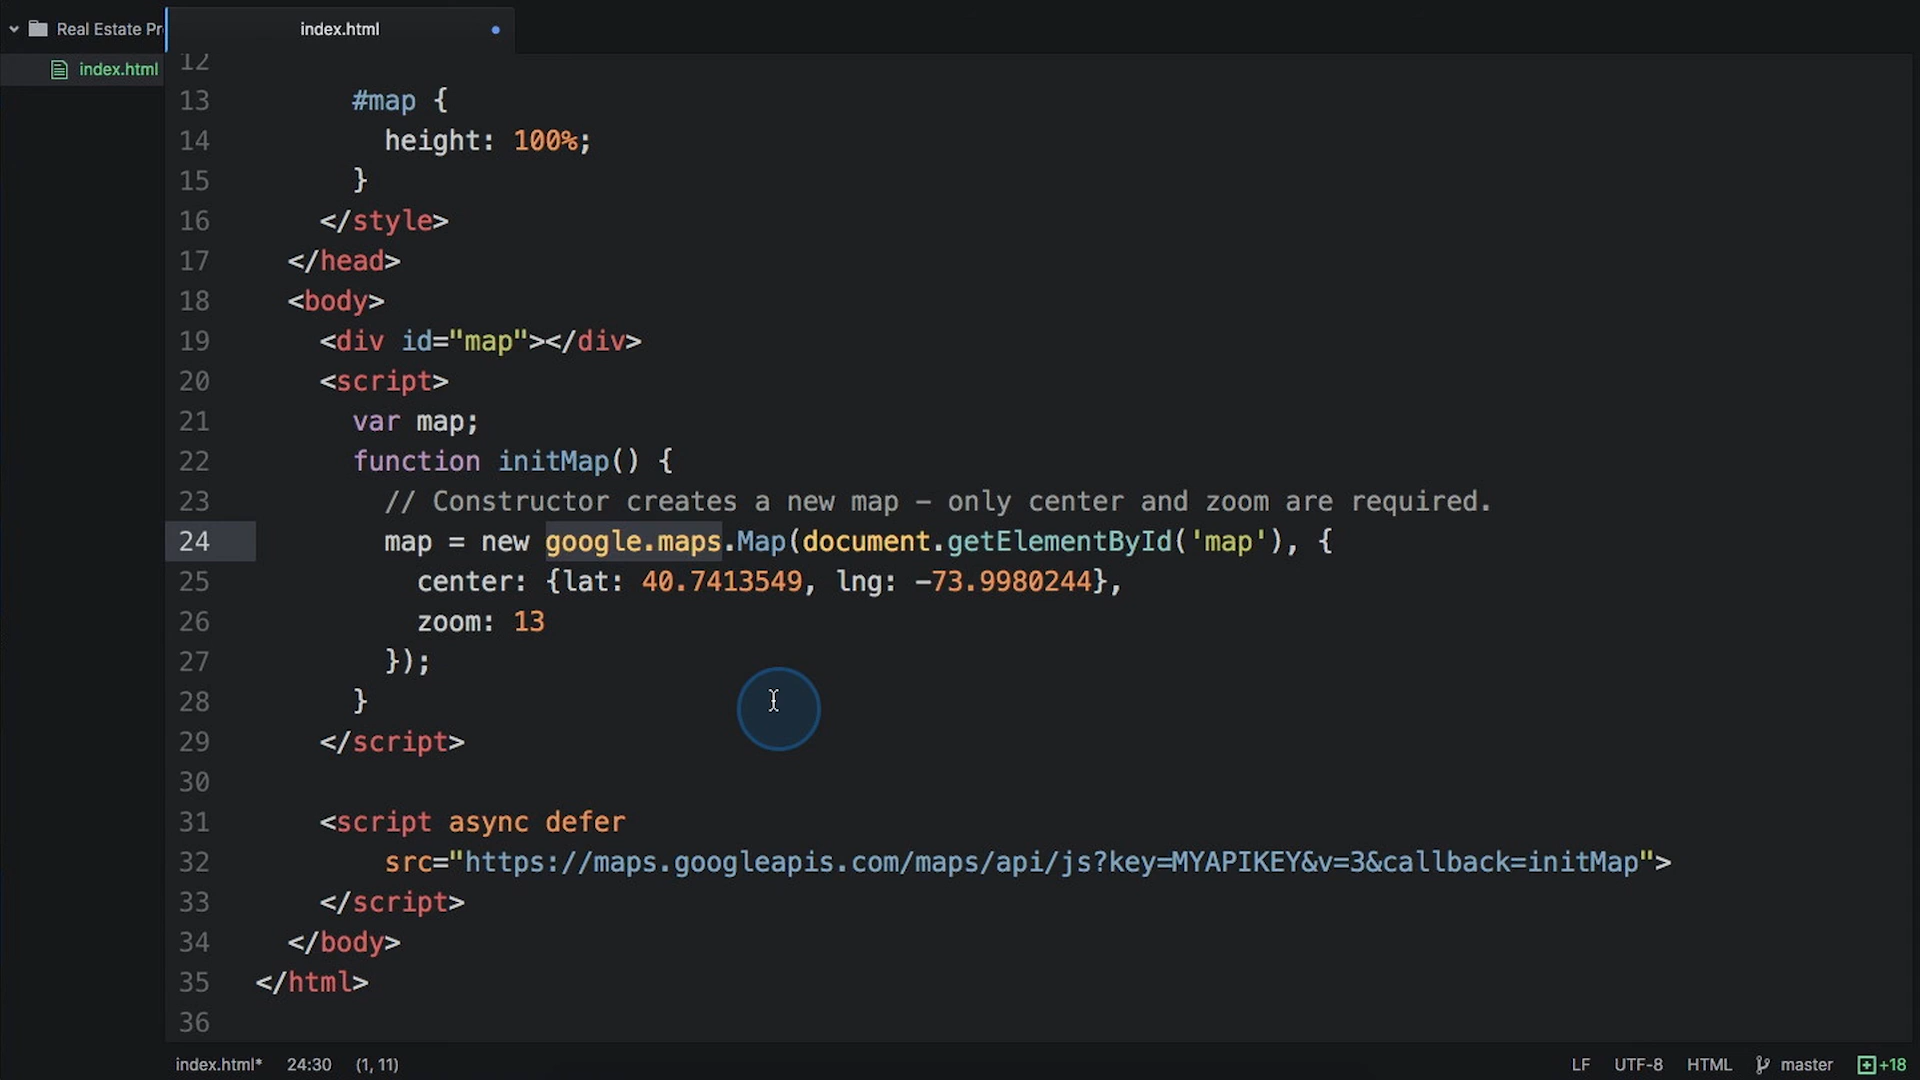 Real Estate Pr
index.html
index.html
12
13 #map {
14 height: 100%;
15 }
16 </style>
17 </head>
18 <body>
19 <div id="map"></div>
20 <script>
21 var map;
22 function initMap() {
23 // Constructor creates a new map – only center and zoom are required.
24 map = new google.maps.Map(document.getElementById('map'), {
25 center: {lat: 40.7413549, lng: -73.9980244},
26 zoom: 13
27 });
28 }
29 </script>
30
31 <script async defer
32 src="https://maps.googleapis.com/maps/api/js?key=MYAPIKEY&v=3&callback=initMap">
33 </script>
34 </body>
35 </html>
36
index.html* 24:30 (1, 11) LF UTF-8 HTML master +18